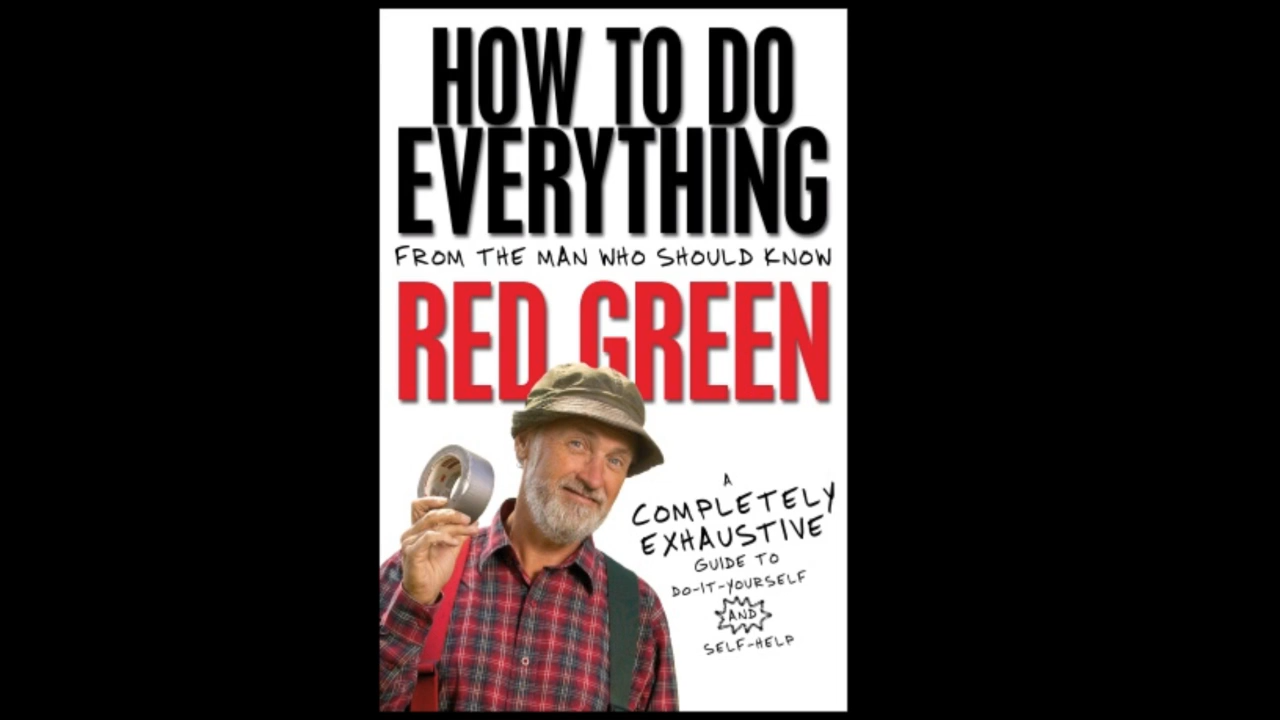 HOW TO DO
EVERYTHING
FROM THE MAN WHO SHOULD KNOW
RED GREEN
A
COMPLETELY
EXHAUSTIVE
GUIDE TO
DO-IT-YOURSELF
AND
SELF-HELP